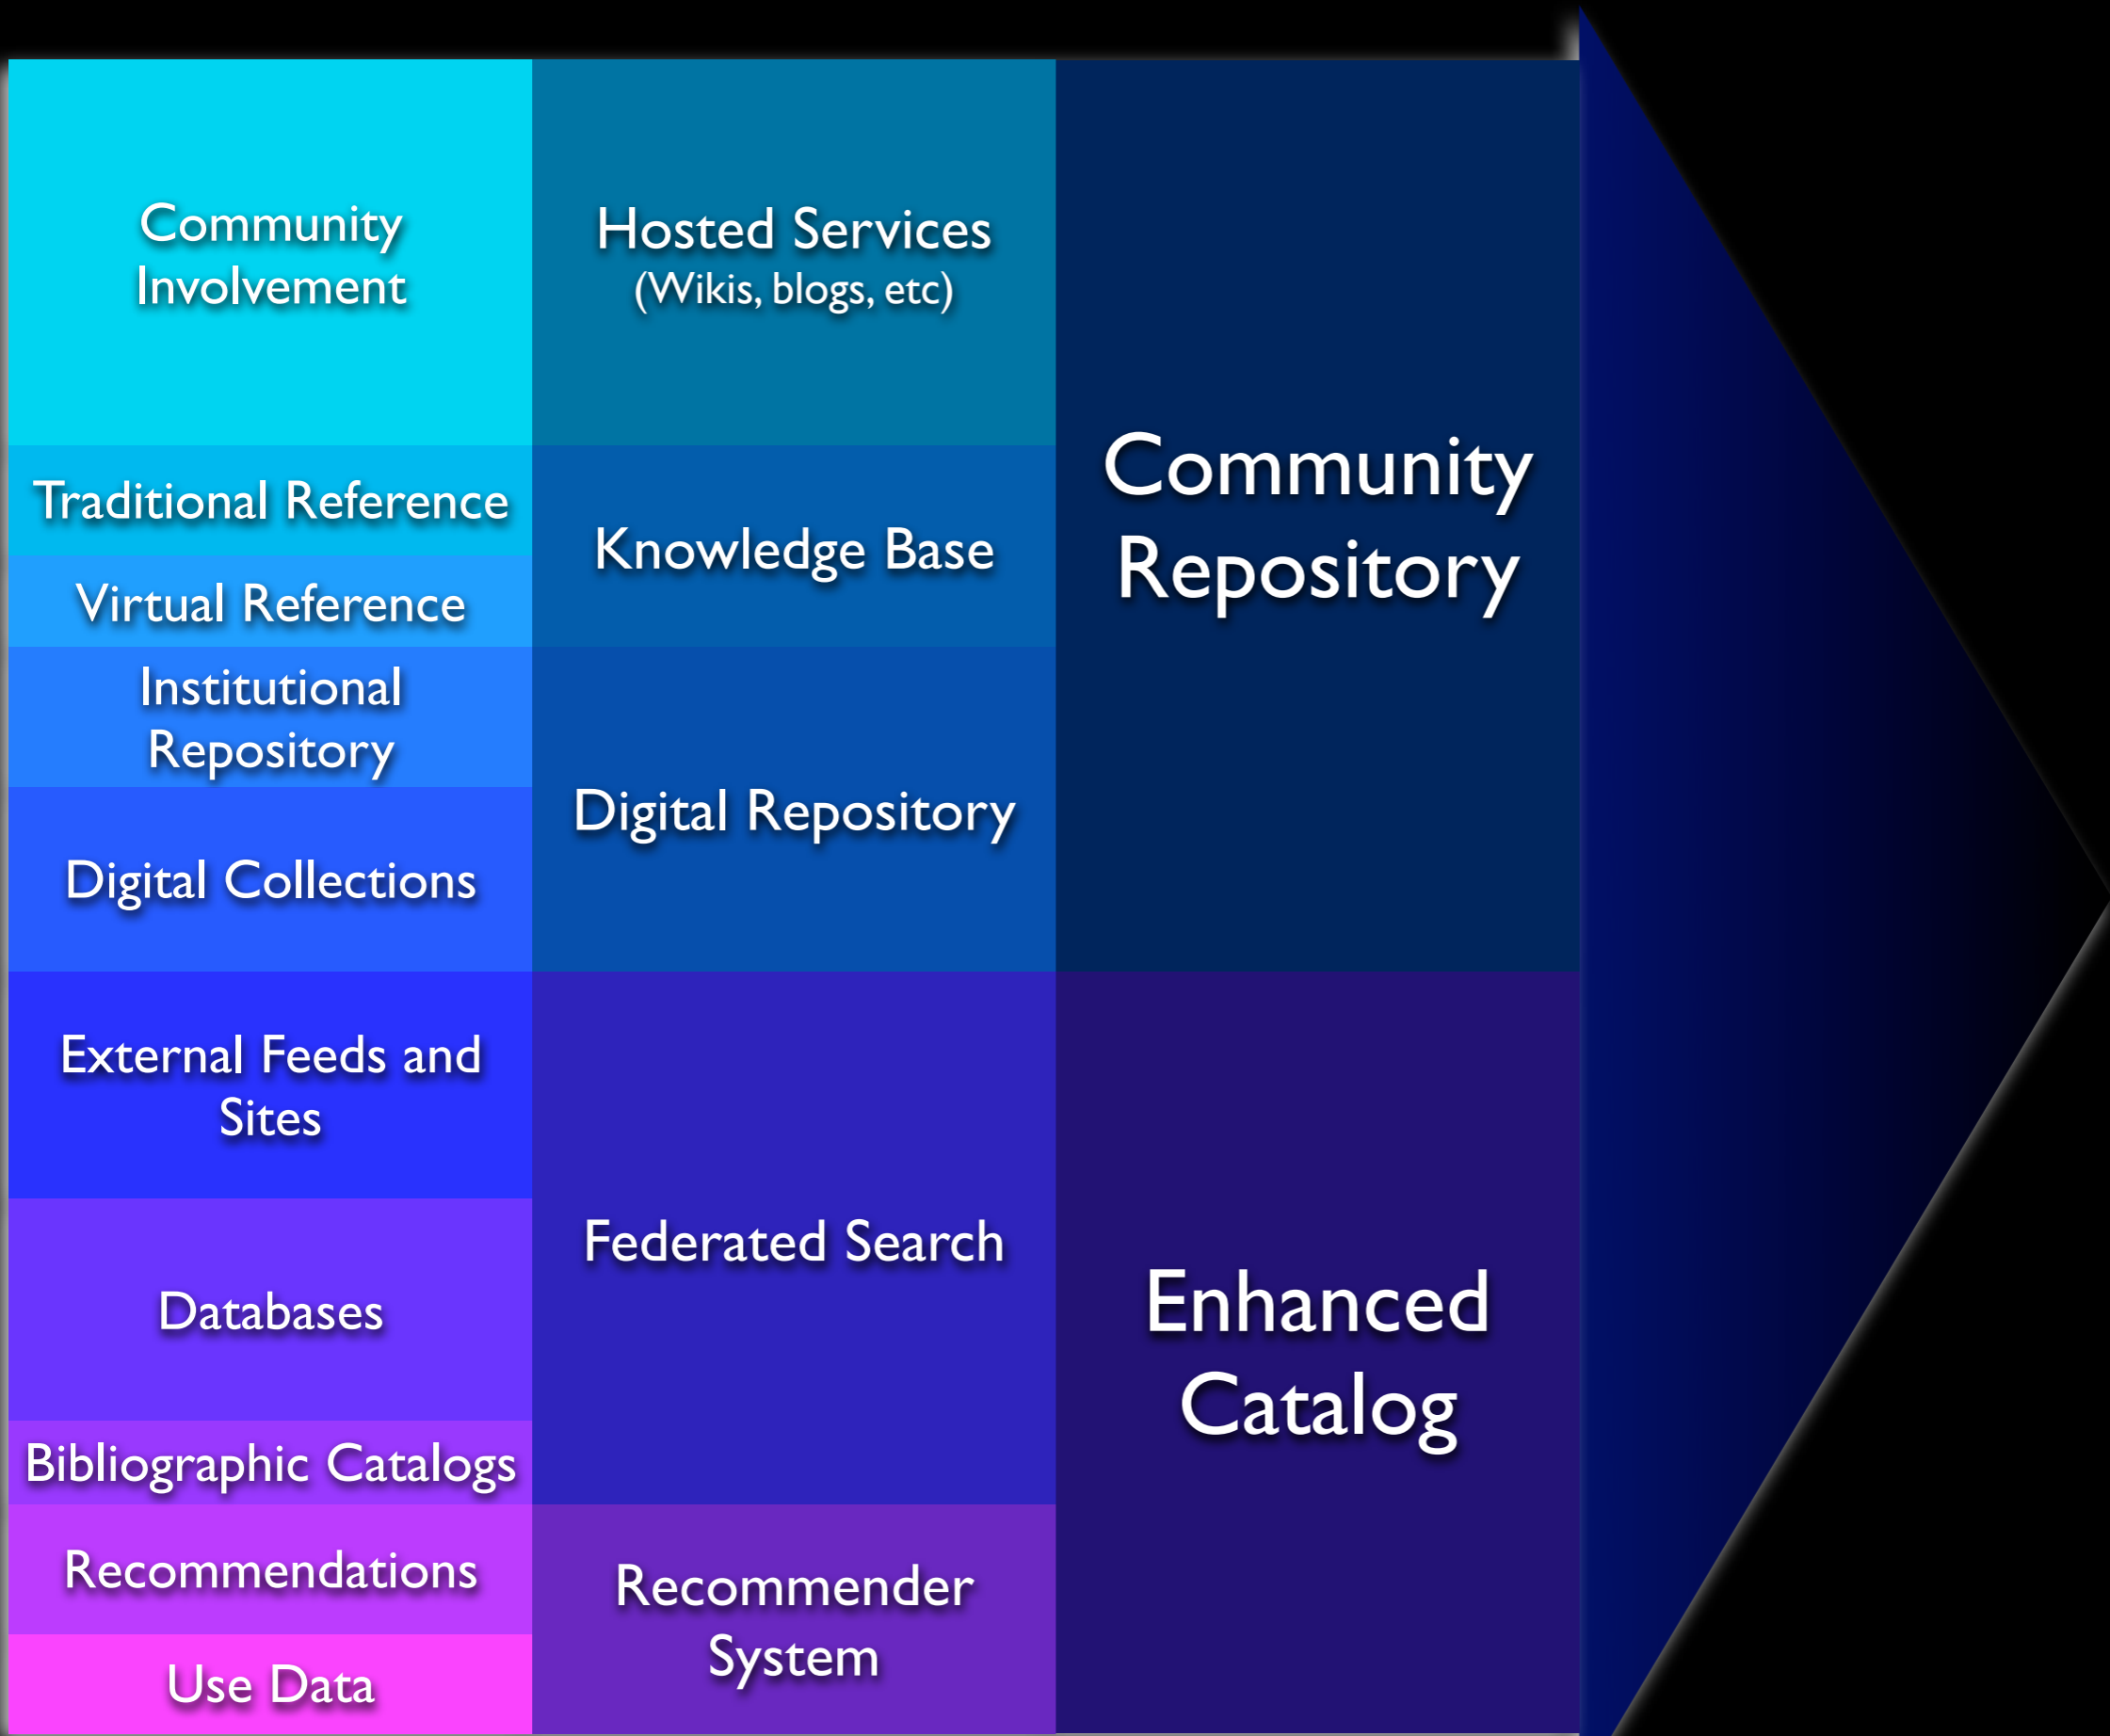 Community
Involvement
Traditional Reference
Virtual Reference
Institutional
Repository
Digital Collections
External Feeds and
Sites
Databases
Bibliographic Catalogs
Recommendations
Use Data
Hosted Services
(Wikis, blogs, etc)
Knowledge Base
Digital Repository
Federated Search
Recommender
System
Community
Repository
Enhanced
Catalog